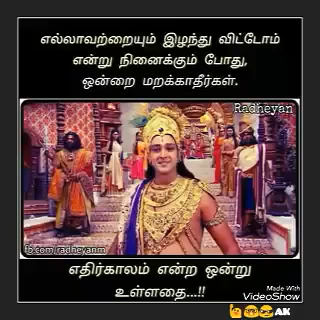 எல்லாவற்றையும் இழந்து விட்டோம்
என்று நினைக்கும் போது,
ஒன்றை மறக்காதீர்கள்.
Radheyan
fb.com/radheyanm
எதிர்காலம் என்ற ஒன்று
உள்ளதை...!!
Made With
VideoShow
AK